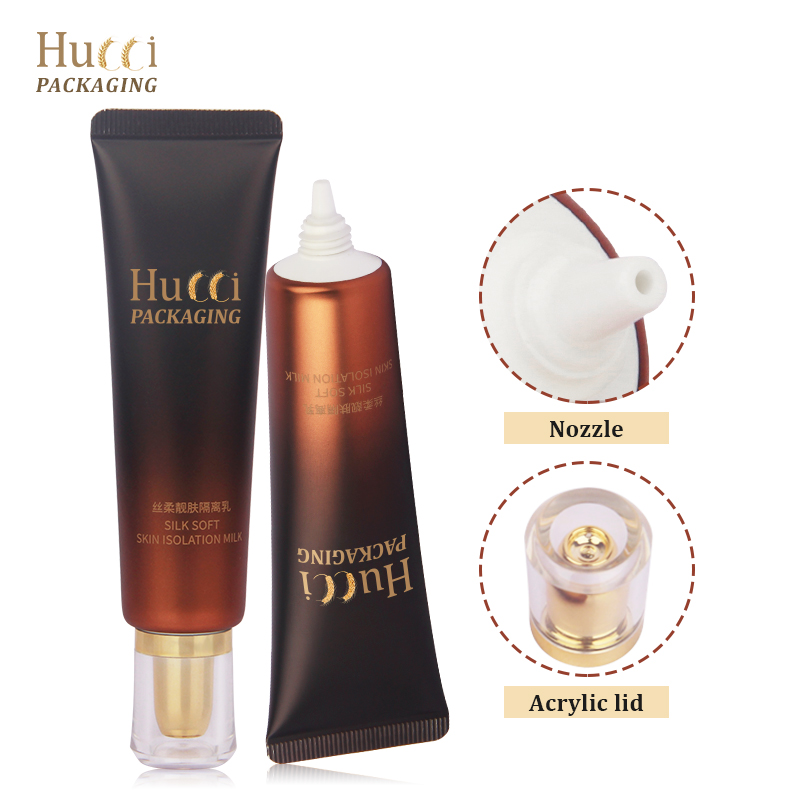 Hucci
PACKAGING
Hucci
PACKAGING
丝柔靓肤隔离乳
SILK SOFT
SKIN ISOLATION MILK
Hucci
PACKAGING
丝柔靓肤隔离乳
SILK SOFT
SKIN ISOLATION MILK
Nozzle
Acrylic lid